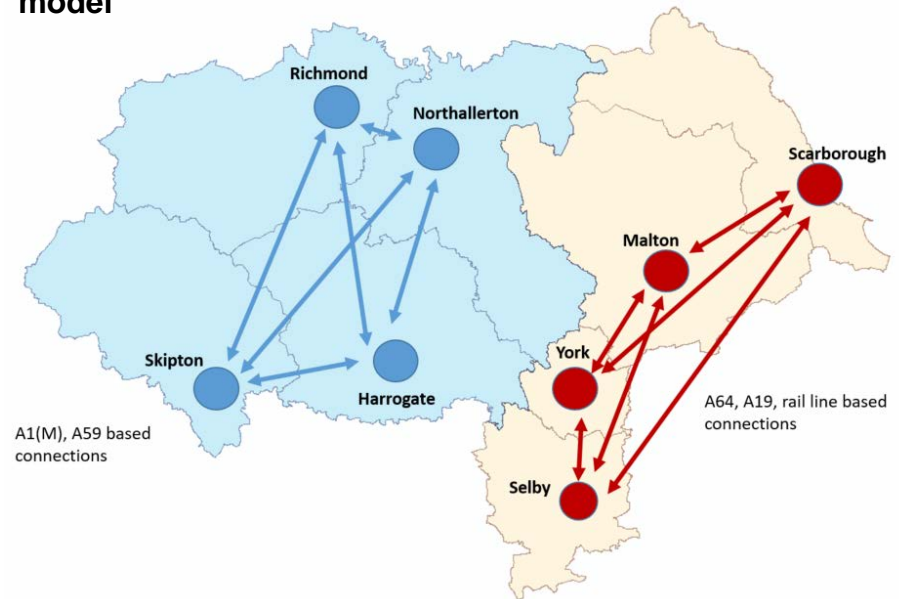 model
Richmond
Northallerton
Scarborough
Malton
York
Skipton
Harrogate
A64, A19, rail line based
connections
A1(M), A59 based
connections
Selby